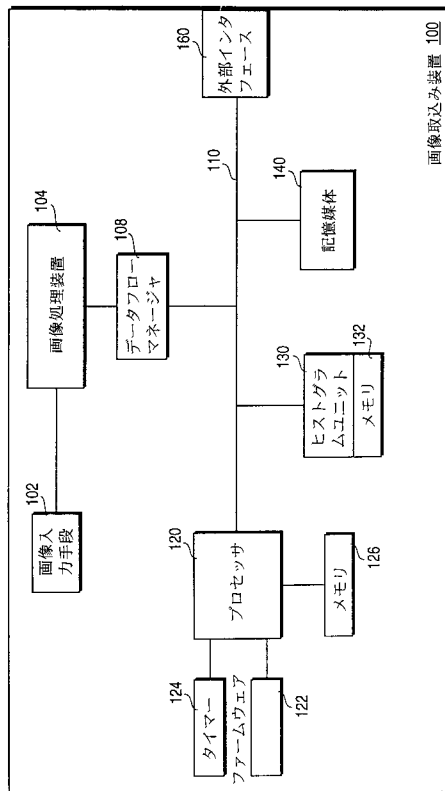 画像取込み装置 100
102
画像入
力手段
104
画像処理装置
108
データフロー
マネージャ
110
160
外部インタ
フェース
120
プロセッサ
124
タイマー
ファームウェア
122
126
メモリ
130
ヒストグラ
ムユニット
132
メモリ
140
記憶媒体